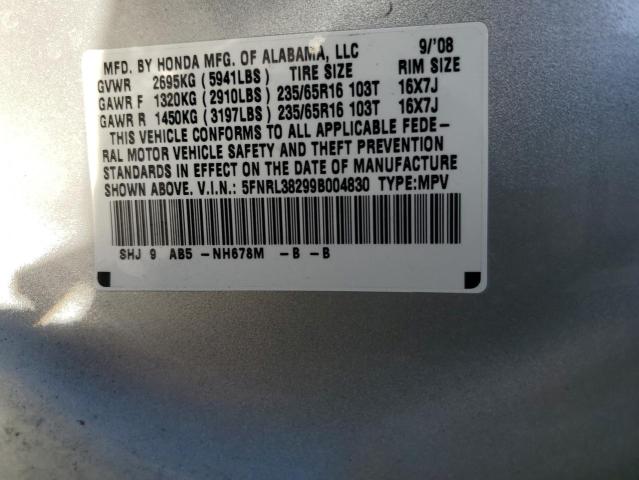 MFD. BY HONDA MFG. OF ALABAMA, LLC 9/'08
GVWR 2695KG (5941LBS) TIRE SIZE RIM SIZE
GAWR F 1320KG (2910LBS) 235/65R16 103T 16X7J
GAWR R 1450KG (3197LBS) 235/65R16 103T 16X7J
THIS VEHICLE CONFORMS TO ALL APPLICABLE FEDE-
RAL MOTOR VEHICLE SAFETY AND THEFT PREVENTION
STANDARDS IN EFFECT ON THE DATE OF MANUFACTURE
SHOWN ABOVE. V.I.N.: 5FNRL38299B004830 TYPE:MPV
SHJ 9 AB5 -NH678M -B -B